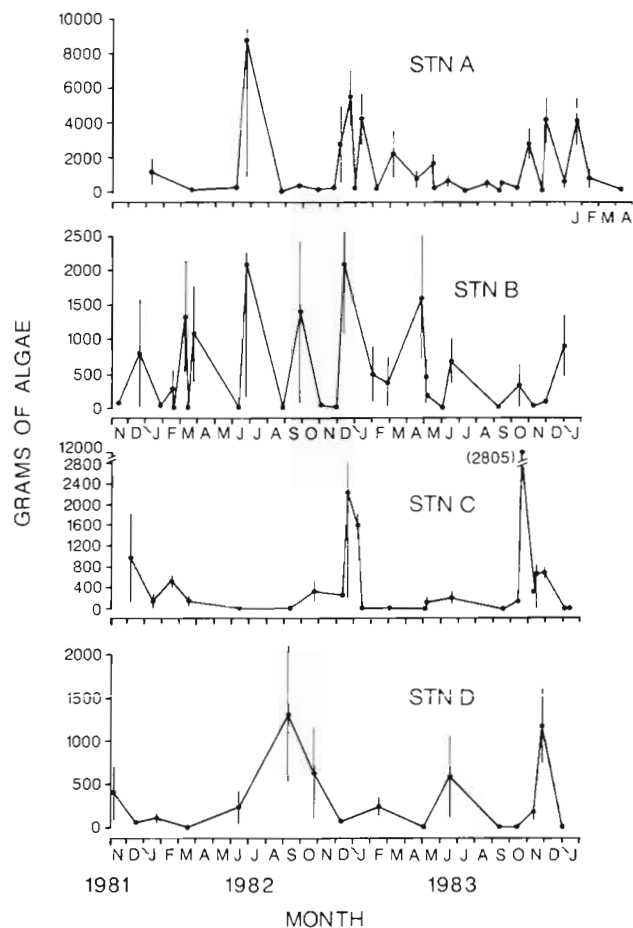 GRAMS OF ALGAE
10000
8000
6000
4000
2000
0
STN A
J F M A
2500
2000
1500
1000
500
0
STN B
N D J F M A M J J A S O N D J F M A M J J A S O N D J
12000
2800
2400
2000
1600
1200
800
400
0
(2805)
STN C
2000
1500
1000
500
0
STN D
N D J F M A M J J A S O N D J F M A M J J A S O N D J
1981 1982 1983
MONTH